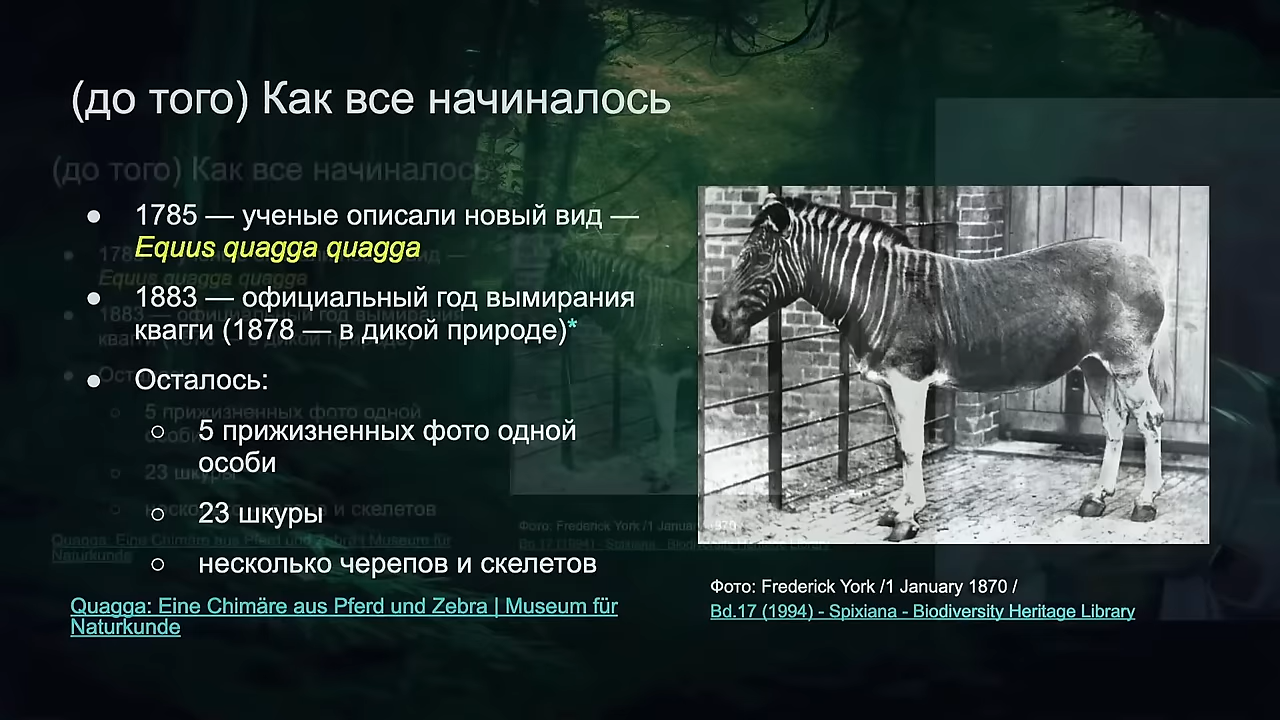 (до того) Как все начиналось
● 1785 — ученые описали новый вид —
Equus quagga quagga
● 1883 — официальный год вымирания
квагги (1878 — в дикой природе)*
● Осталось:
○ 5 прижизненных фото одной
особи
○ 23 шкуры
○ несколько черепов и скелетов
Quagga: Eine Chimäre aus Pferd und Zebra | Museum für
Naturkunde
Фото: Frederick York /1 January 1870 /
Bd.17 (1994) - Spixiana - Biodiversity Heritage Library